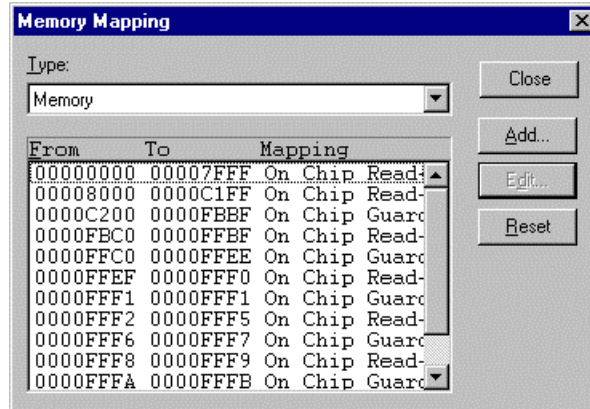 Memory Mapping
Type:
Memory
Close
Add...
Edit...
Reset
From To Mapping
00000000 00007FFF On Chip Read-
00008000 0000C1FF On Chip Read-
0000C200 0000FBBF On Chip Guard
0000FBC0 0000FFBF On Chip Read-
0000FFC0 0000FFEE On Chip Guard
0000FFEF 0000FFF0 On Chip Read-
0000FFF1 0000FFF1 On Chip Guard
0000FFF2 0000FFF5 On Chip Read-
0000FFF6 0000FFF7 On Chip Guard
0000FFF8 0000FFF9 On Chip Read-
0000FFFA 0000FFFB On Chip Guard